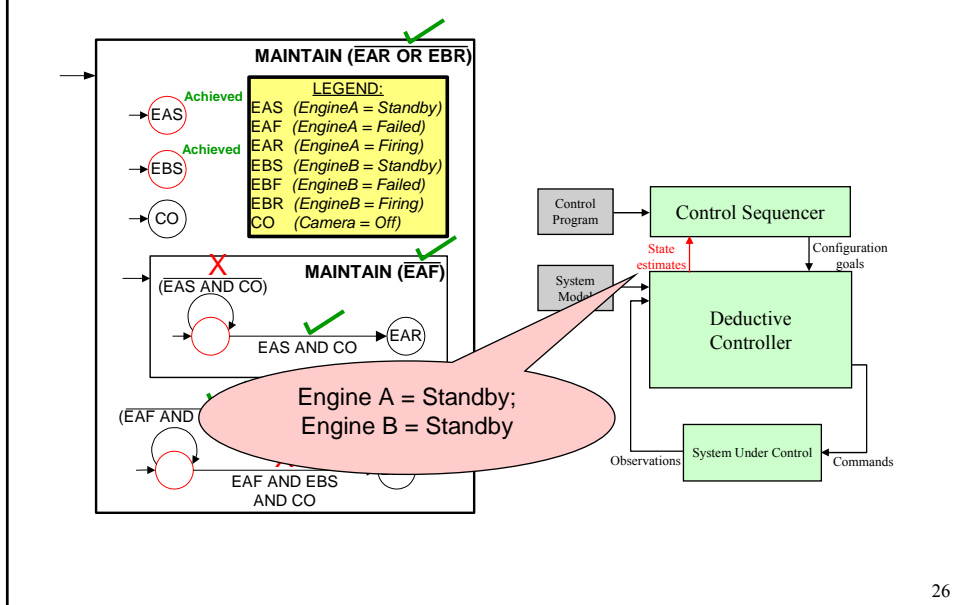 MAINTAIN (EAR OR EBR)
Achieved
EAS
Achieved
EBS
CO
LEGEND:
EAS (EngineA = Standby)
EAF (EngineA = Failed)
EAR (EngineA = Firing)
EBS (EngineB = Standby)
EBF (EngineB = Failed)
EBR (EngineB = Firing)
CO (Camera = Off)
MAINTAIN (EAF)
X
(EAS AND CO)
EAS AND CO
EAR
(EAF AND
EAF AND EBS
AND CO
Engine A = Standby;
Engine B = Standby
Control
Program
Control Sequencer
State
estimates
Configuration
goals
System
Model
Deductive
Controller
Observations
System Under Control
Commands
26